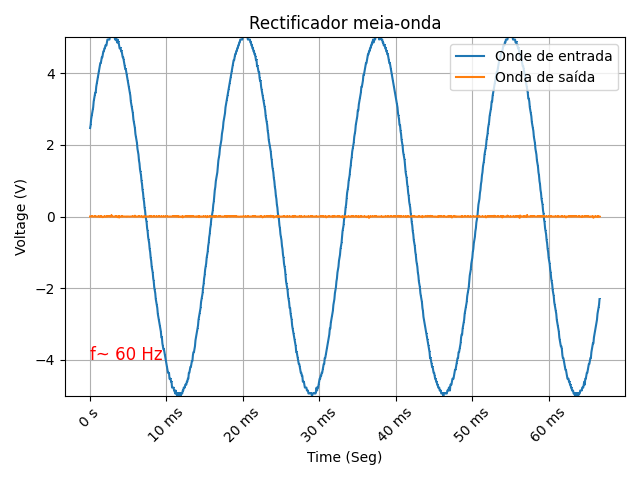 Rectificador meia-onda
Onde de entrada
Onda de saída
Voltage (V)
4
2
0
−2
−4
f~ 60 Hz
0 s
10 ms
20 ms
30 ms
40 ms
50 ms
60 ms
Time (Seg)